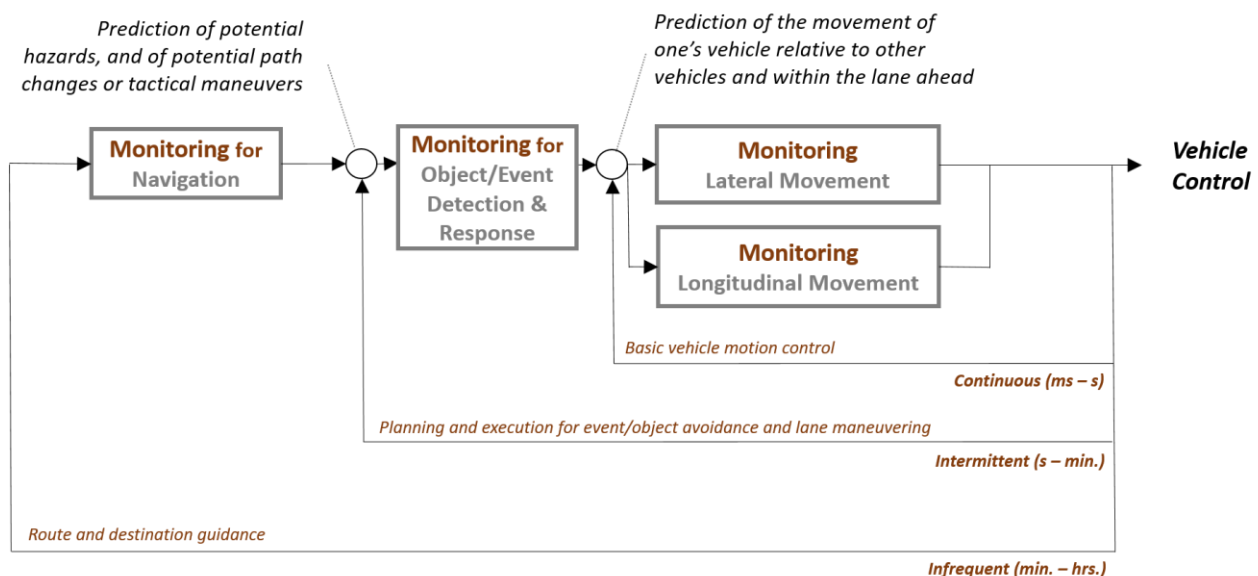 Prediction of potential
hazards, and of potential path
changes or tactical maneuvers
Prediction of the movement of
one's vehicle relative to other
vehicles and within the lane ahead
Monitoring for
Navigation
Monitoring for
Object/Event
Detection &
Response
Monitoring
Lateral Movement
Monitoring
Longitudinal Movement
Vehicle
Control
Basic vehicle motion control
Continuous (ms – s)
Planning and execution for event/object avoidance and lane maneuvering
Intermittent (s – min.)
Route and destination guidance
Infrequent (min. – hrs.)